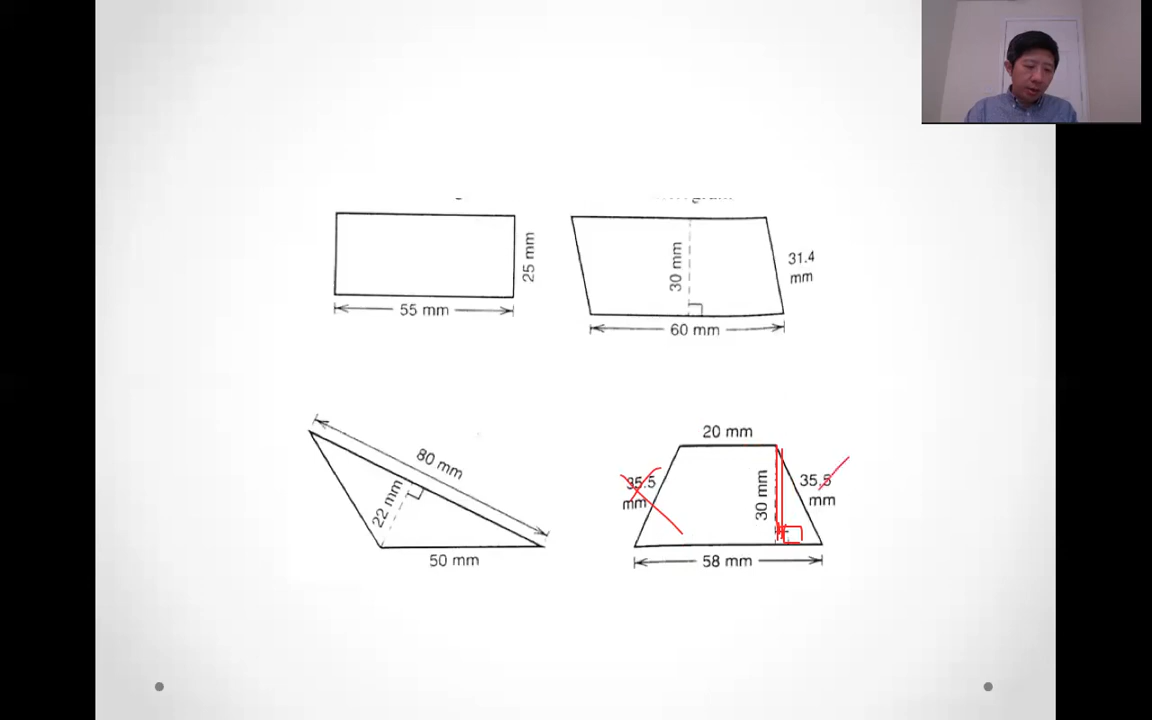 25 mm
55 mm
30 mm
31.4
mm
60 mm
80 mm
22 mm
50 mm
20 mm
35.5
mm
30 mm
35.5
mm
58 mm